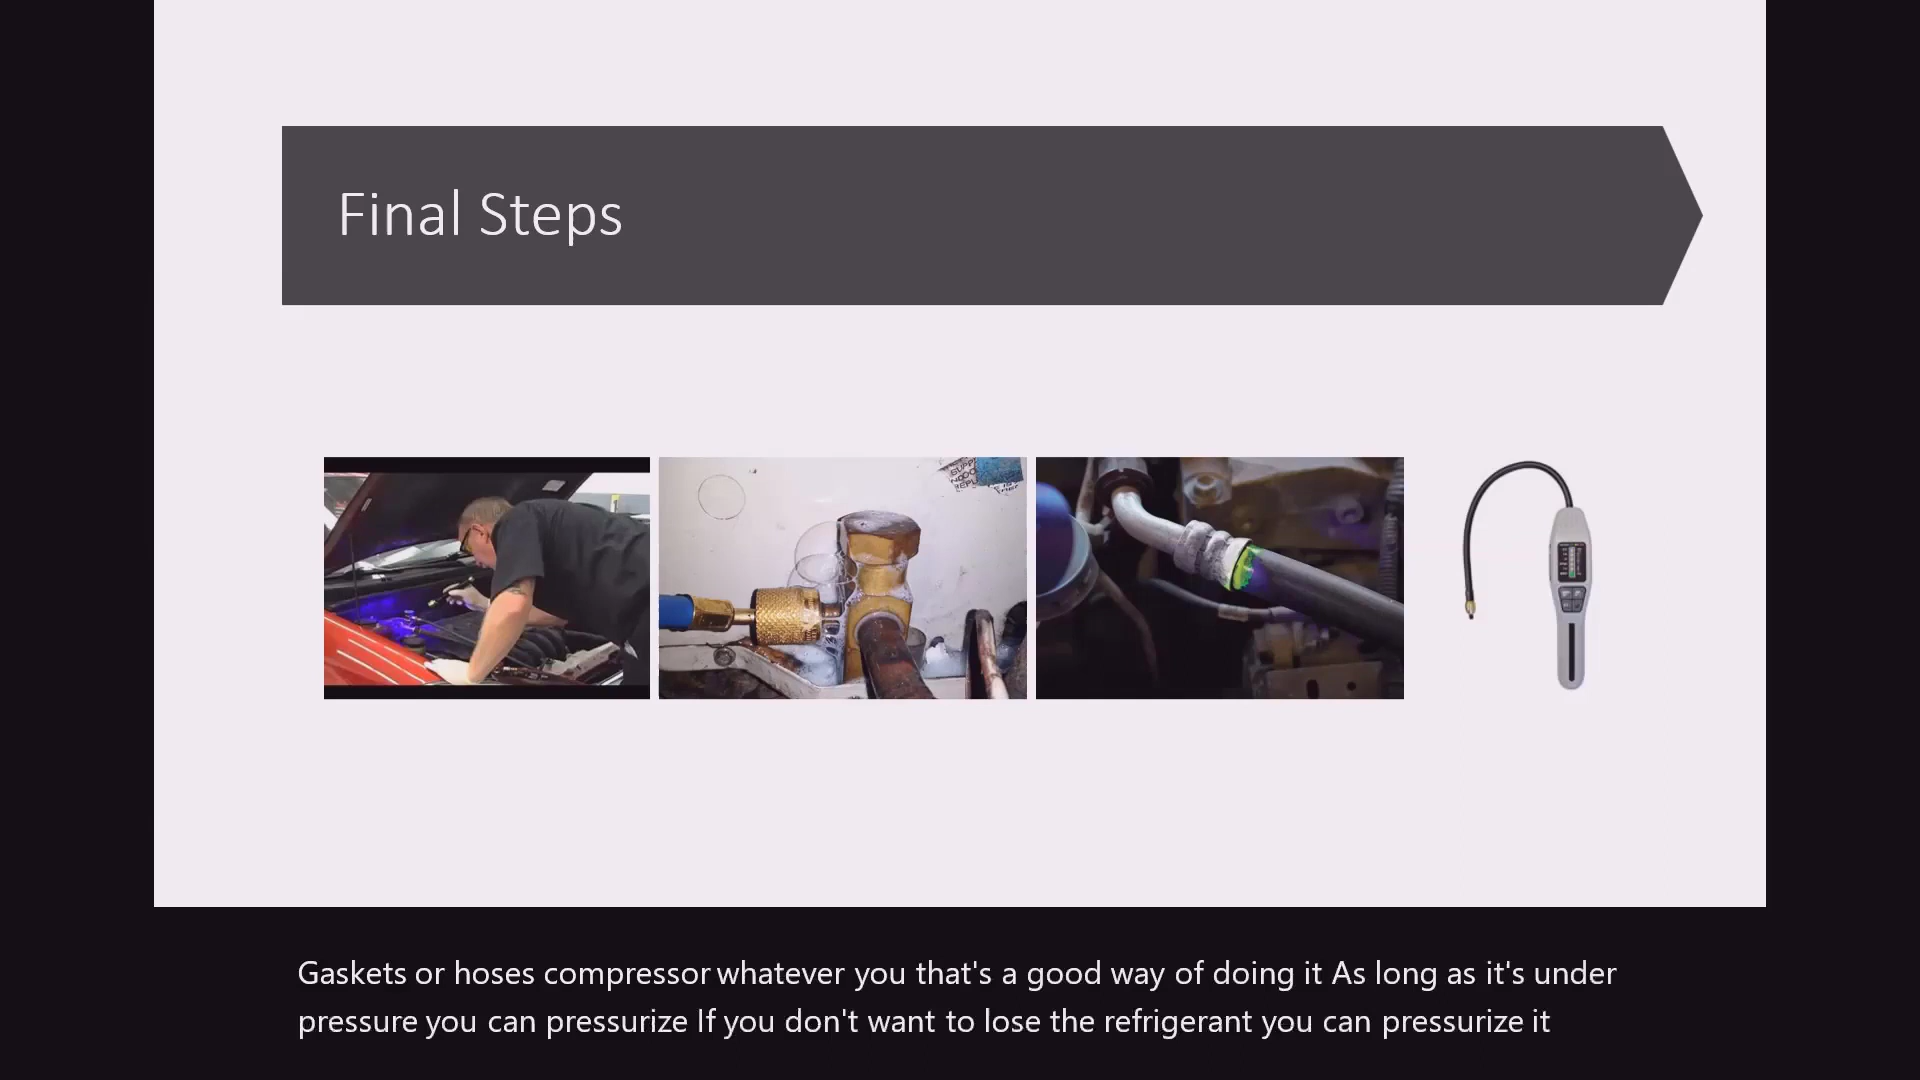 Final Steps
Gaskets or hoses compressor whatever you that's a good way of doing it As long as it's under
pressure you can pressurize If you don't want to lose the refrigerant you can pressurize it